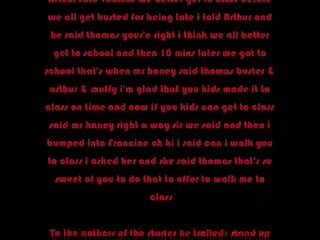 we all get busted for being late i told Arthur and
he said thomas your'e right i think we all better
get to school and then 10 mins later we got to
school that's when mr haney said thomas buster &
arthur & muffy i'm glad that you kids made it to
class on time and now if you kids can get to class
said mr haney right a way sir we said and then i
bumped into Francine oh hi i said can i walk you
to class i asked her and she said thomas that's so
sweet of you to do that to offer to walk me to
class
To the authors of the stories he trolled: stand up